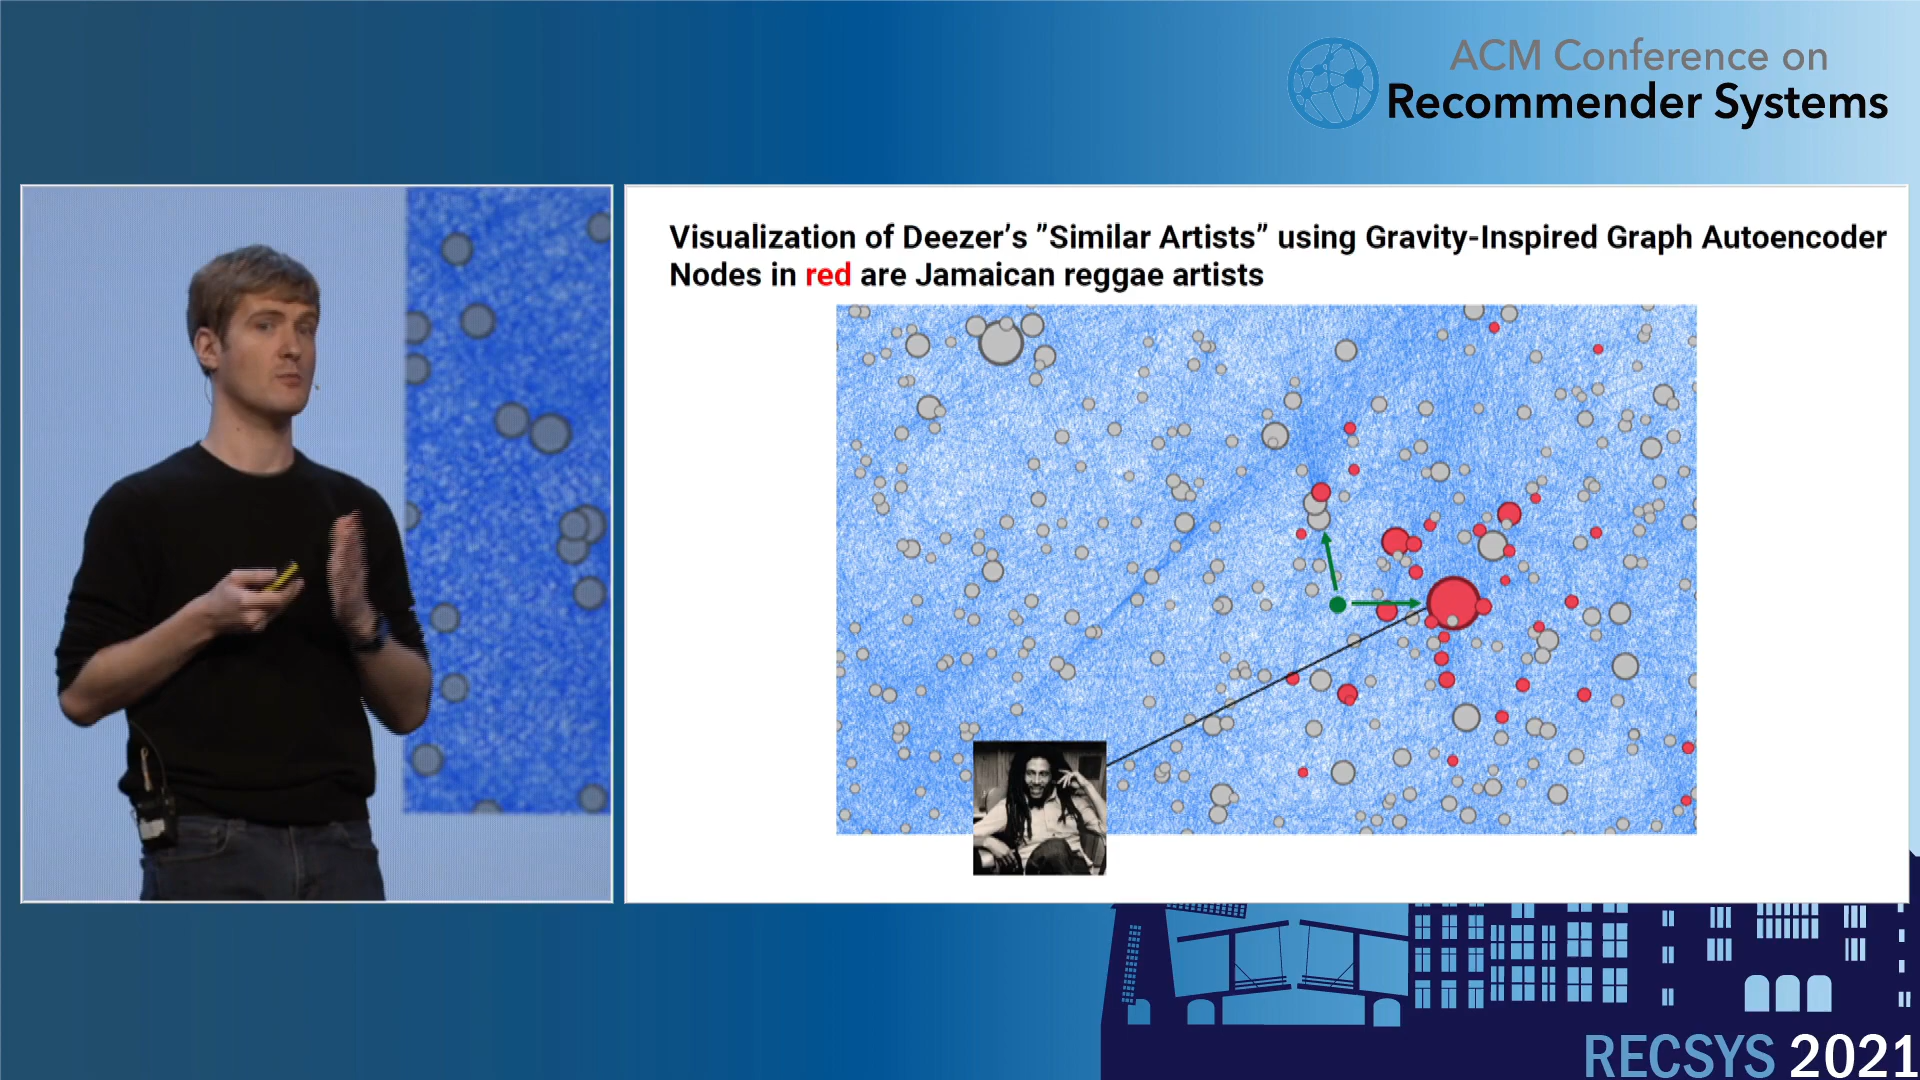 ACM Conference on
Recommender Systems
Visualization of Deezer’s ”Similar Artists” using Gravity-Inspired Graph Autoencoder
Nodes in red are Jamaican reggae artists
RECSYS 2021